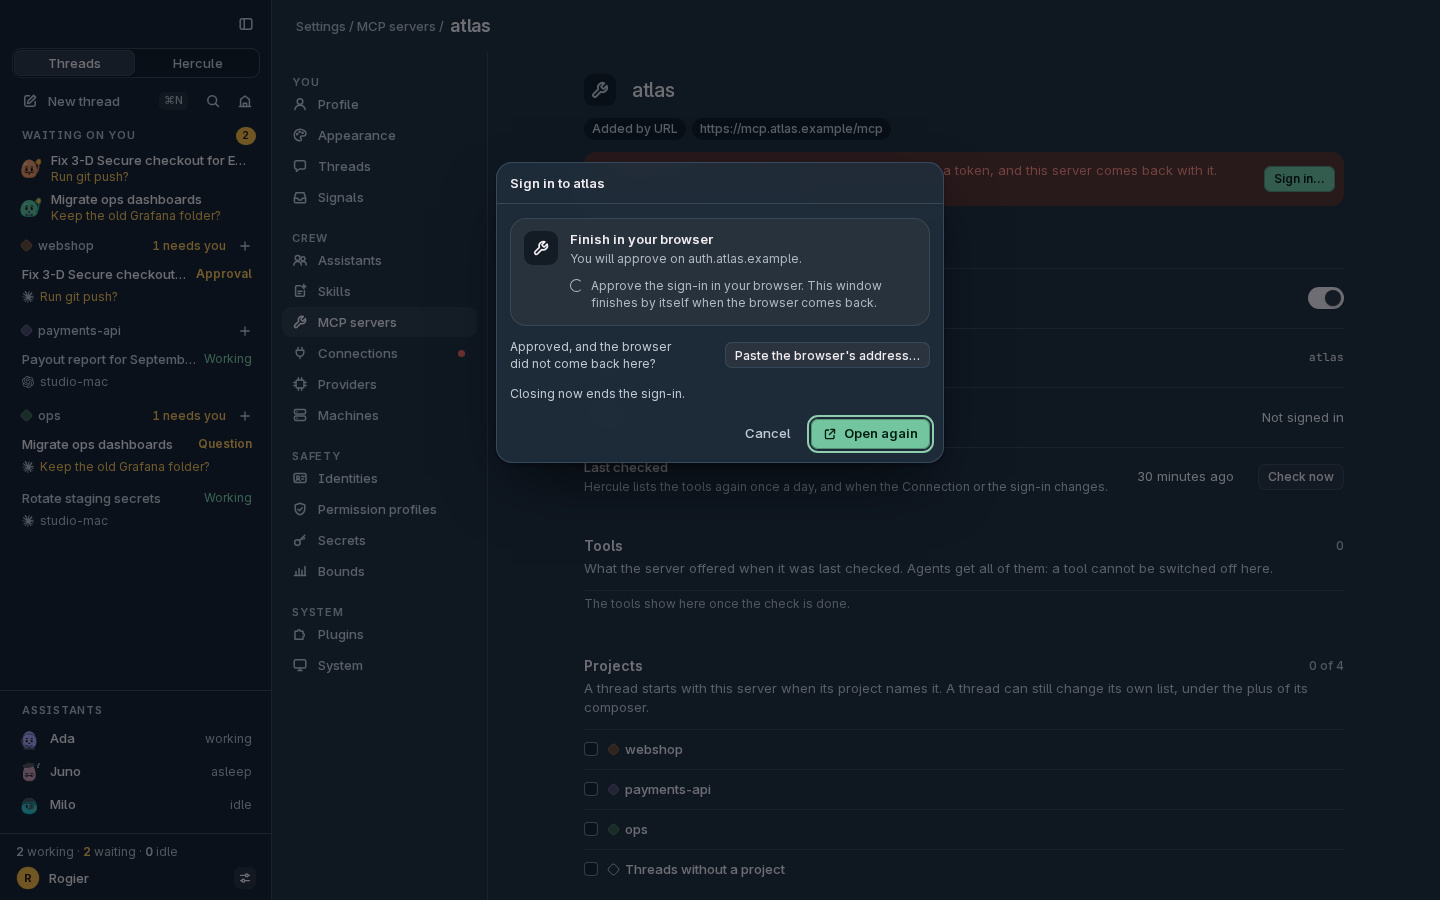 Threads
Hercule
New thread
⌘N
WAITING ON YOU
2
Fix 3-D Secure checkout for E…
Run git push?
Migrate ops dashboards
Keep the old Grafana folder?
webshop
1 needs you
Fix 3-D Secure checkout…
Approval
Run git push?
payments-api
Payout report for Septemb…
Working
studio-mac
ops
1 needs you
Migrate ops dashboards
Question
Keep the old Grafana folder?
Rotate staging secrets
Working
studio-mac
ASSISTANTS
Ada
working
Juno
asleep
Milo
idle
2 working · 2 waiting · 0 idle
R
Rogier
Settings / MCP servers / atlas
YOU
Profile
Appearance
Threads
Signals
CREW
Assistants
Skills
MCP servers
Connections
Providers
Machines
SAFETY
Identities
Permission profiles
Secrets
Bounds
SYSTEM
Plugins
System
atlas
Added by URL
https://mcp.atlas.example/mcp
a token, and this server comes back with it.
Sign in…
Sign in to atlas
Finish in your browser
You will approve on auth.atlas.example.
Approve the sign-in in your browser. This window
finishes by itself when the browser comes back.
Approved, and the browser
did not come back here?
Paste the browser's address…
Closing now ends the sign-in.
Cancel
Open again
atlas
Not signed in
Last checked
Hercule lists the tools again once a day, and when the Connection or the sign-in changes.
30 minutes ago
Check now
Tools
0
What the server offered when it was last checked. Agents get all of them: a tool cannot be switched off here.
The tools show here once the check is done.
Projects
0 of 4
A thread starts with this server when its project names it. A thread can still change its own list, under the plus of its
composer.
webshop
payments-api
ops
Threads without a project